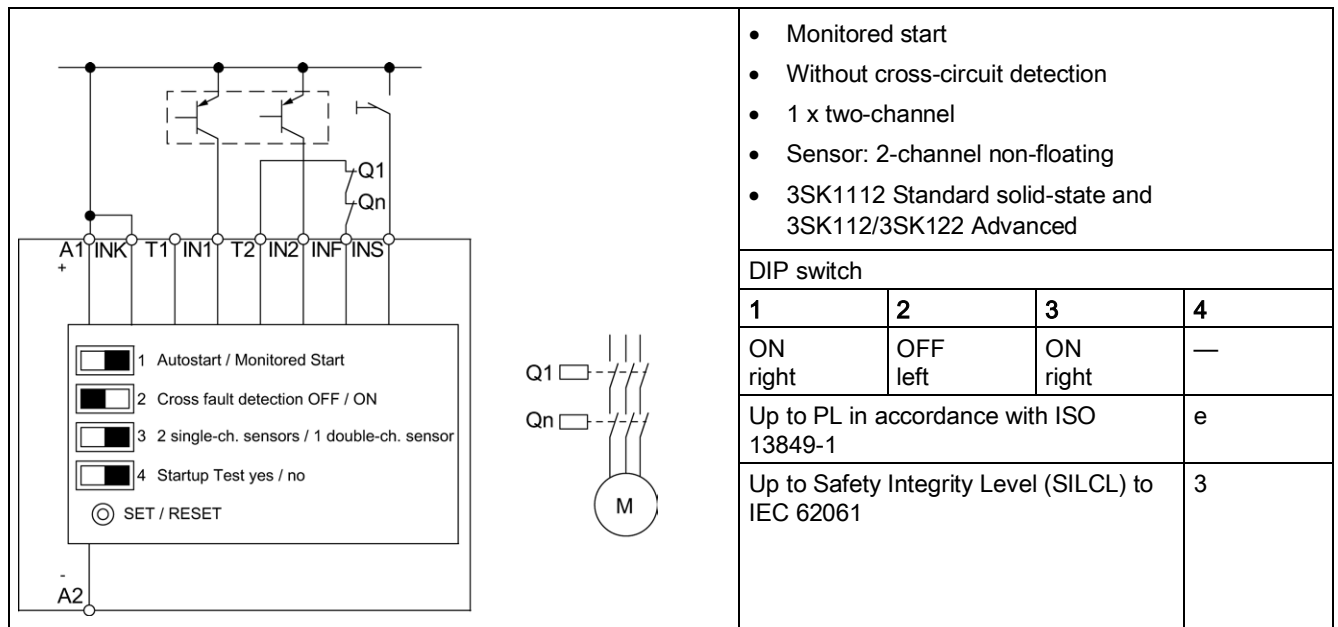 Q1
Qn
A1 INK T1 IN1 T2 IN2 INF INS
+
1 Autostart / Monitored Start
2 Cross fault detection OFF / ON
3 2 single-ch. sensors / 1 double-ch. sensor
4 Startup Test yes / no
SET / RESET
-
A2
Q1
Qn
M
• Monitored start
• Without cross-circuit detection
• 1 x two-channel
• Sensor: 2-channel non-floating
• 3SK1112 Standard solid-state and
3SK112/3SK122 Advanced
DIP switch
1 2 3 4
ON OFF ON —
right left right
Up to PL in accordance with ISO e
13849-1
Up to Safety Integrity Level (SILCL) to 3
IEC 62061